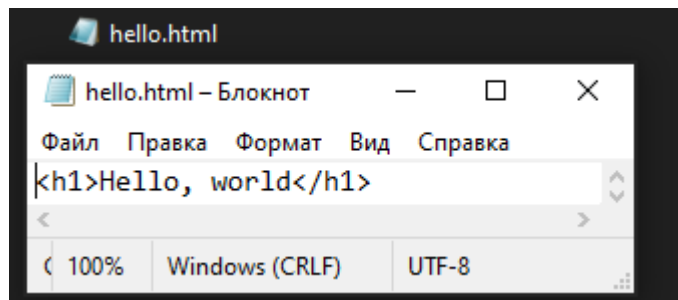 hello.html
hello.html – Блокнот
Файл Правка Формат Вид Справка
<h1>Hello, world</h1>
100% Windows (CRLF) UTF-8